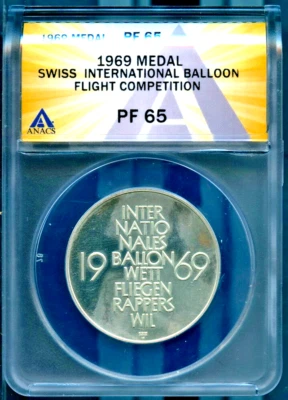 1969 MEDAL PF 65
1969 MEDAL
SWISS INTERNATIONAL BALLOON
FLIGHT COMPETITION
ANACS
PF 65
INTER
NATIO
NALES
19 BALLON 69
WETT
FLIEGEN
RAPPERS
WIL